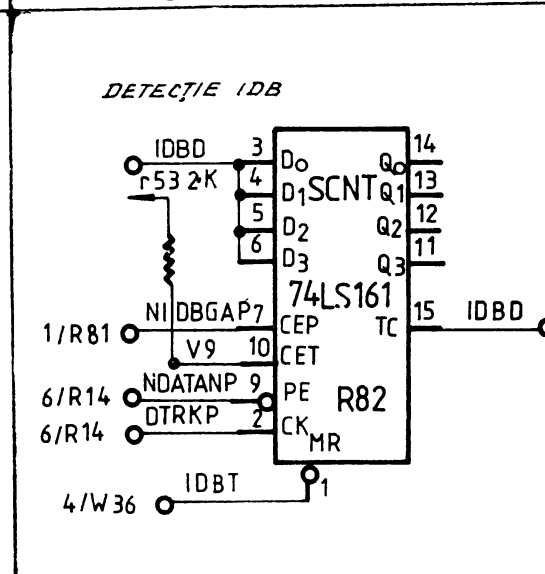 DETECȚIE IDB
IDBD 3 D0 Q0 14
r53 2K
4 D1 SCNT Q1 13
5 D2 Q2 12
6 D3 Q3 11
74LS161
1/R81 NIDBGAP 7 CEP TC 15 IDBD
V9 10 CET
6/R14 NDATANP 9 PE R82
6/R14 DTRKP 2 CK
MR
4/W36 IDBT 1